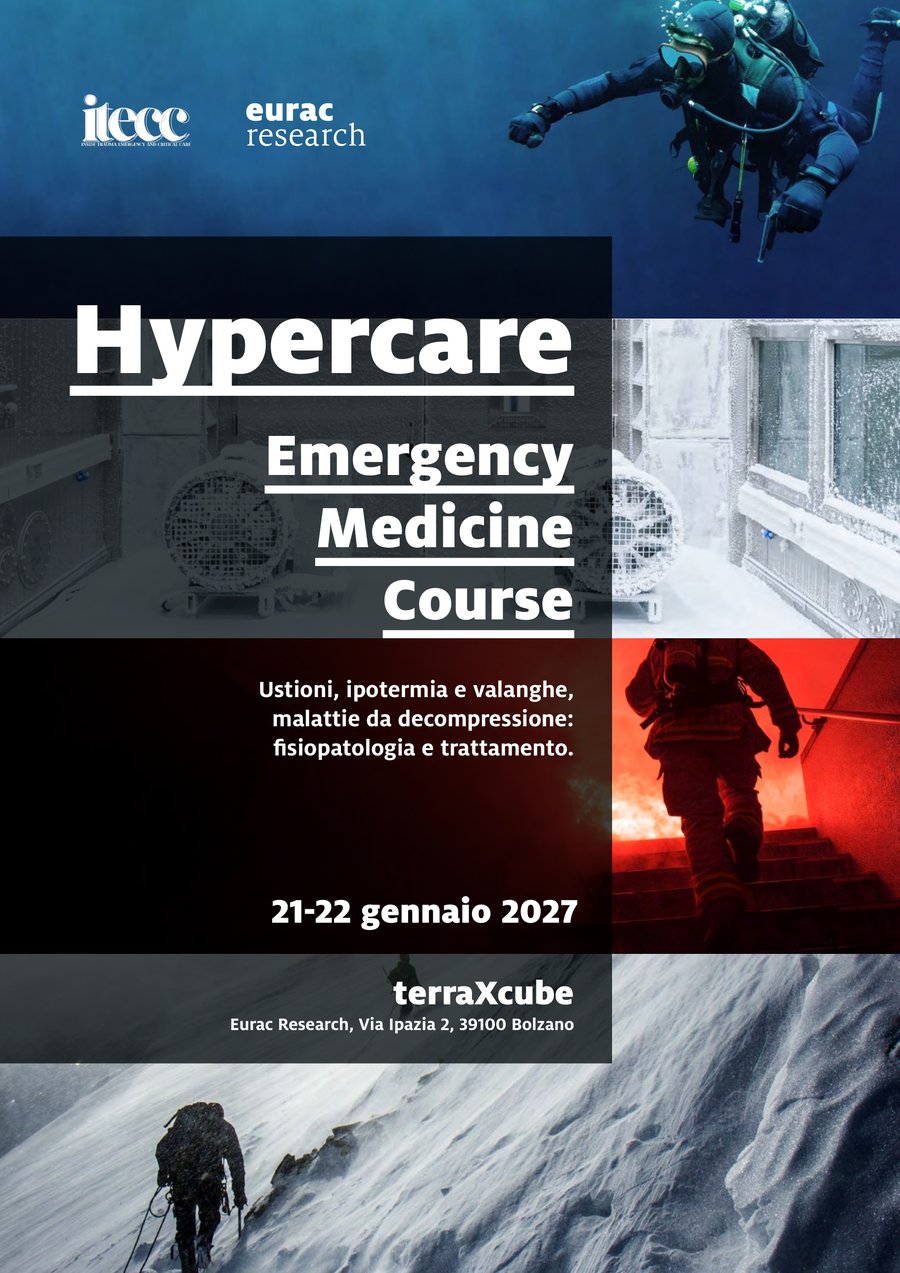 itecc
INSIDE TRAUMA EMERGENCY AND CRITICAL CARE
eurac
research
Hypercare
Emergency
Medicine
Course
Ustioni, ipotermia e valanghe,
malattie da decompressione:
fisiopatologia e trattamento.
21-22 gennaio 2027
terraXcube
Eurac Research, Via Ipazia 2, 39100 Bolzano